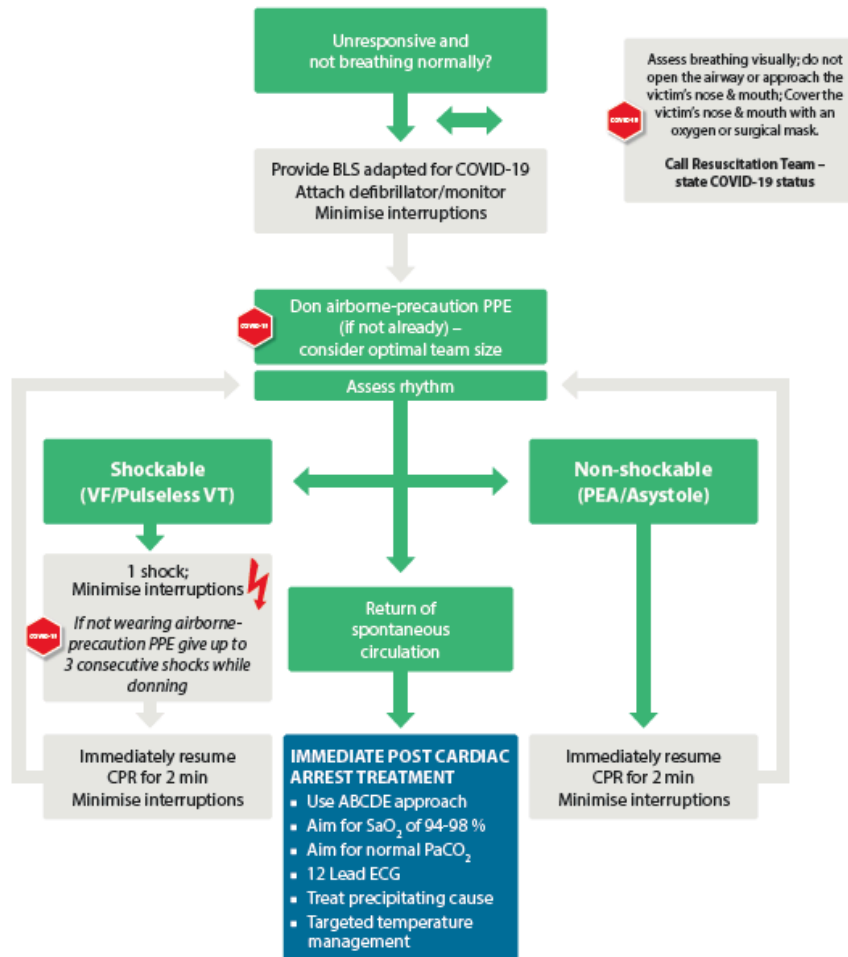 Unresponsive and
not breathing normally?
Assess breathing visually; do not
open the airway or approach the
victim's nose & mouth; Cover the
victim's nose & mouth with an
oxygen or surgical mask.
COVID-19
Call Resuscitation Team –
state COVID-19 status
Provide BLS adapted for COVID-19
Attach defibrillator/monitor
Minimise interruptions
COVID-19
Don airborne-precaution PPE
(if not already) –
consider optimal team size
Assess rhythm
Shockable
(VF/Pulseless VT)
Non-shockable
(PEA/Asystole)
1 shock;
Minimise interruptions
COVID-19
If not wearing airborne-
precaution PPE give up to
3 consecutive shocks while
donning
Return of
spontaneous
circulation
Immediately resume
CPR for 2 min
Minimise interruptions
IMMEDIATE POST CARDIAC
ARREST TREATMENT
▪ Use ABCDE approach
▪ Aim for SaO₂ of 94-98 %
▪ Aim for normal PaCO₂
▪ 12 Lead ECG
▪ Treat precipitating cause
▪ Targeted temperature
management
Immediately resume
CPR for 2 min
Minimise interruptions